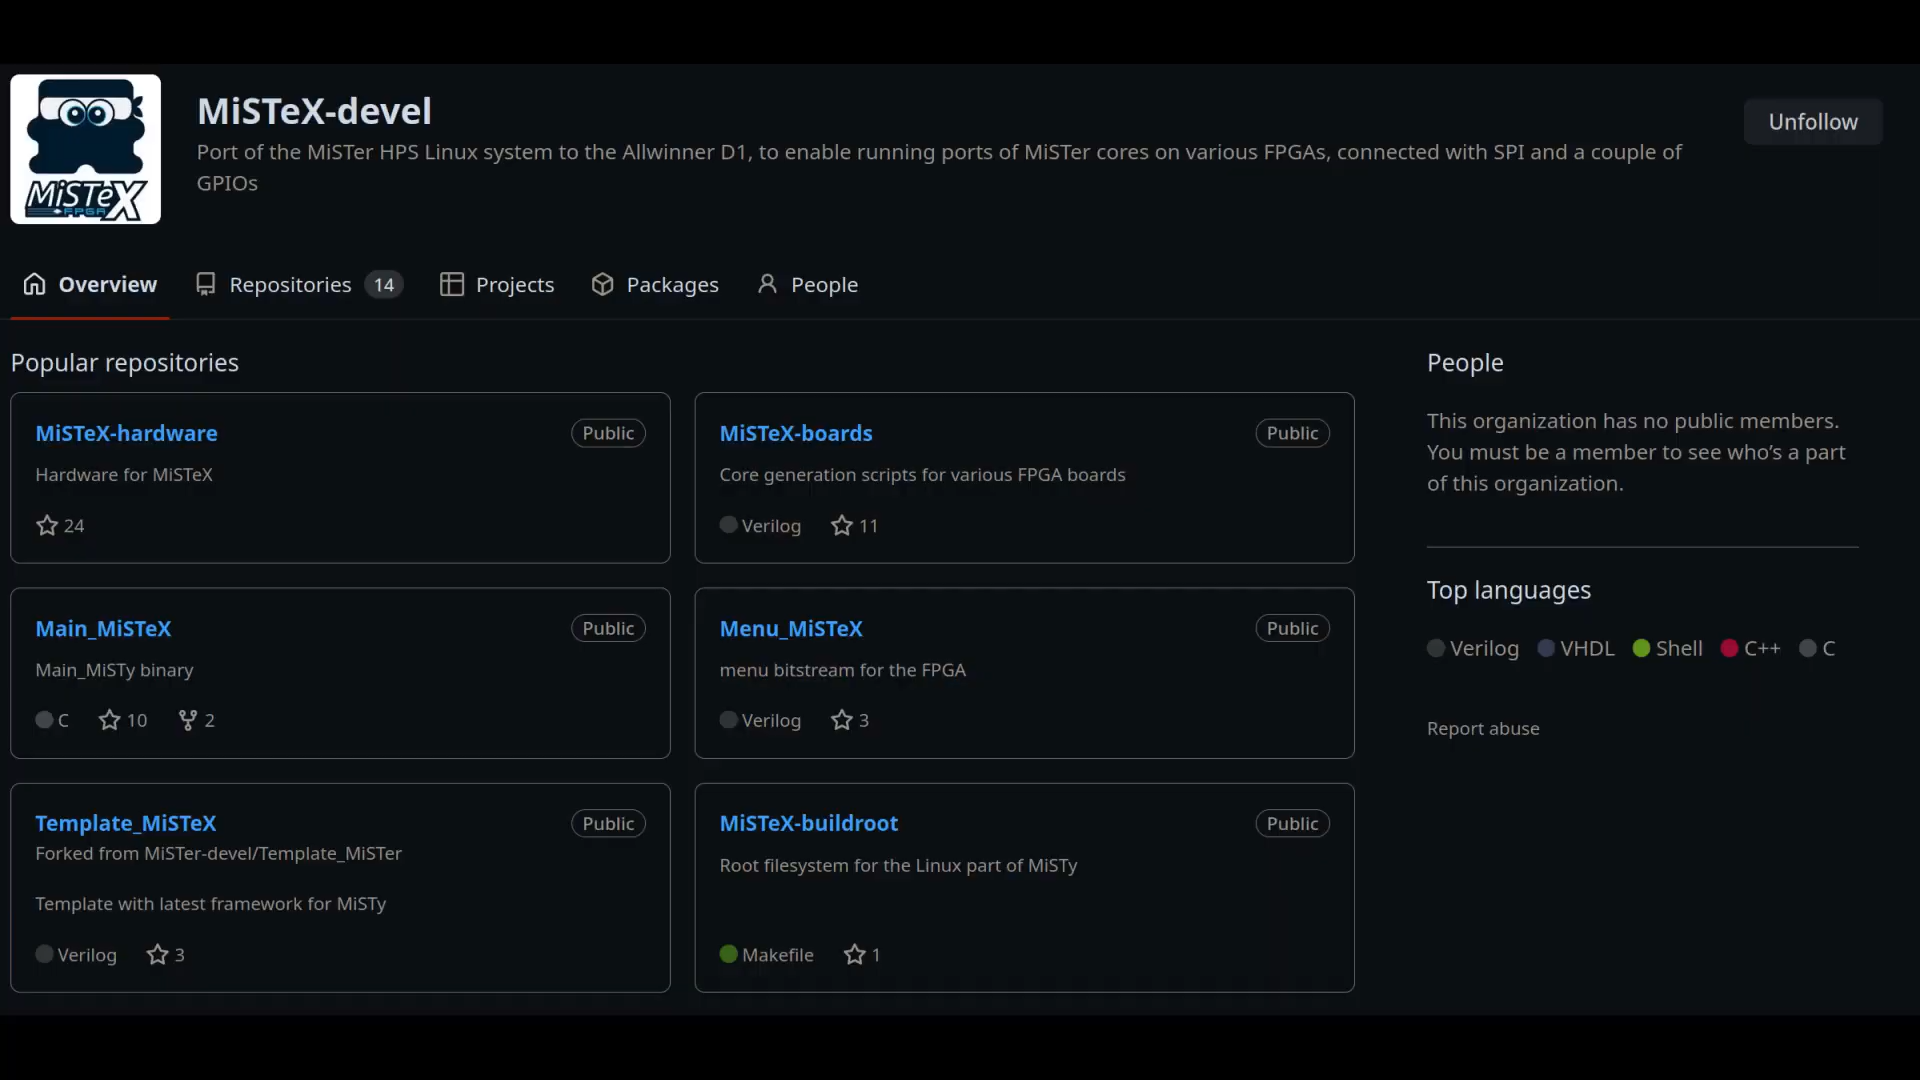 MiSTeX
FPGA
MiSTeX-devel
Port of the MiSTer HPS Linux system to the Allwinner D1, to enable running ports of MiSTer cores on various FPGAs, connected with SPI and a couple of
GPIOs
Unfollow
Overview
Repositories 14
Projects
Packages
People
Popular repositories
MiSTeX-hardware Public
Hardware for MiSTeX
24
MiSTeX-boards Public
Core generation scripts for various FPGA boards
Verilog 11
Main_MiSTeX Public
Main_MiSTy binary
C 10 2
Menu_MiSTeX Public
menu bitstream for the FPGA
Verilog 3
Template_MiSTeX Public
Forked from MiSTer-devel/Template_MiSTer
Template with latest framework for MiSTy
Verilog 3
MiSTeX-buildroot Public
Root filesystem for the Linux part of MiSTy
Makefile 1
People
This organization has no public members.
You must be a member to see who’s a part
of this organization.
Top languages
Verilog VHDL Shell C++ C
Report abuse